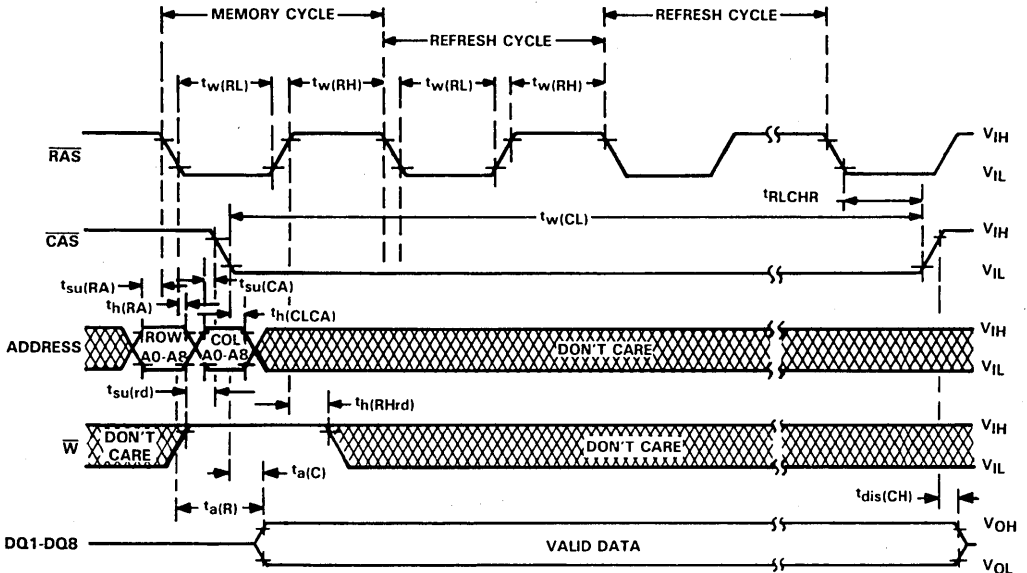 MEMORY CYCLE
REFRESH CYCLE
REFRESH CYCLE
tw(RL)
tw(RH)
tw(RL)
tw(RH)
RAS
VIH
VIL
tRLCHR
tw(CL)
CAS
VIH
VIL
tsu(RA)
tsu(CA)
th(RA)
th(CLCA)
ADDRESS
ROW
A0-A8
COL
A0-A8
DON'T CARE
VIH
VIL
tsu(rd)
th(RHrd)
W
DON'T
CARE
DON'T CARE
VIH
VIL
ta(C)
ta(R)
tdis(CH)
DQ1-DQ8
VALID DATA
VOH
VOL